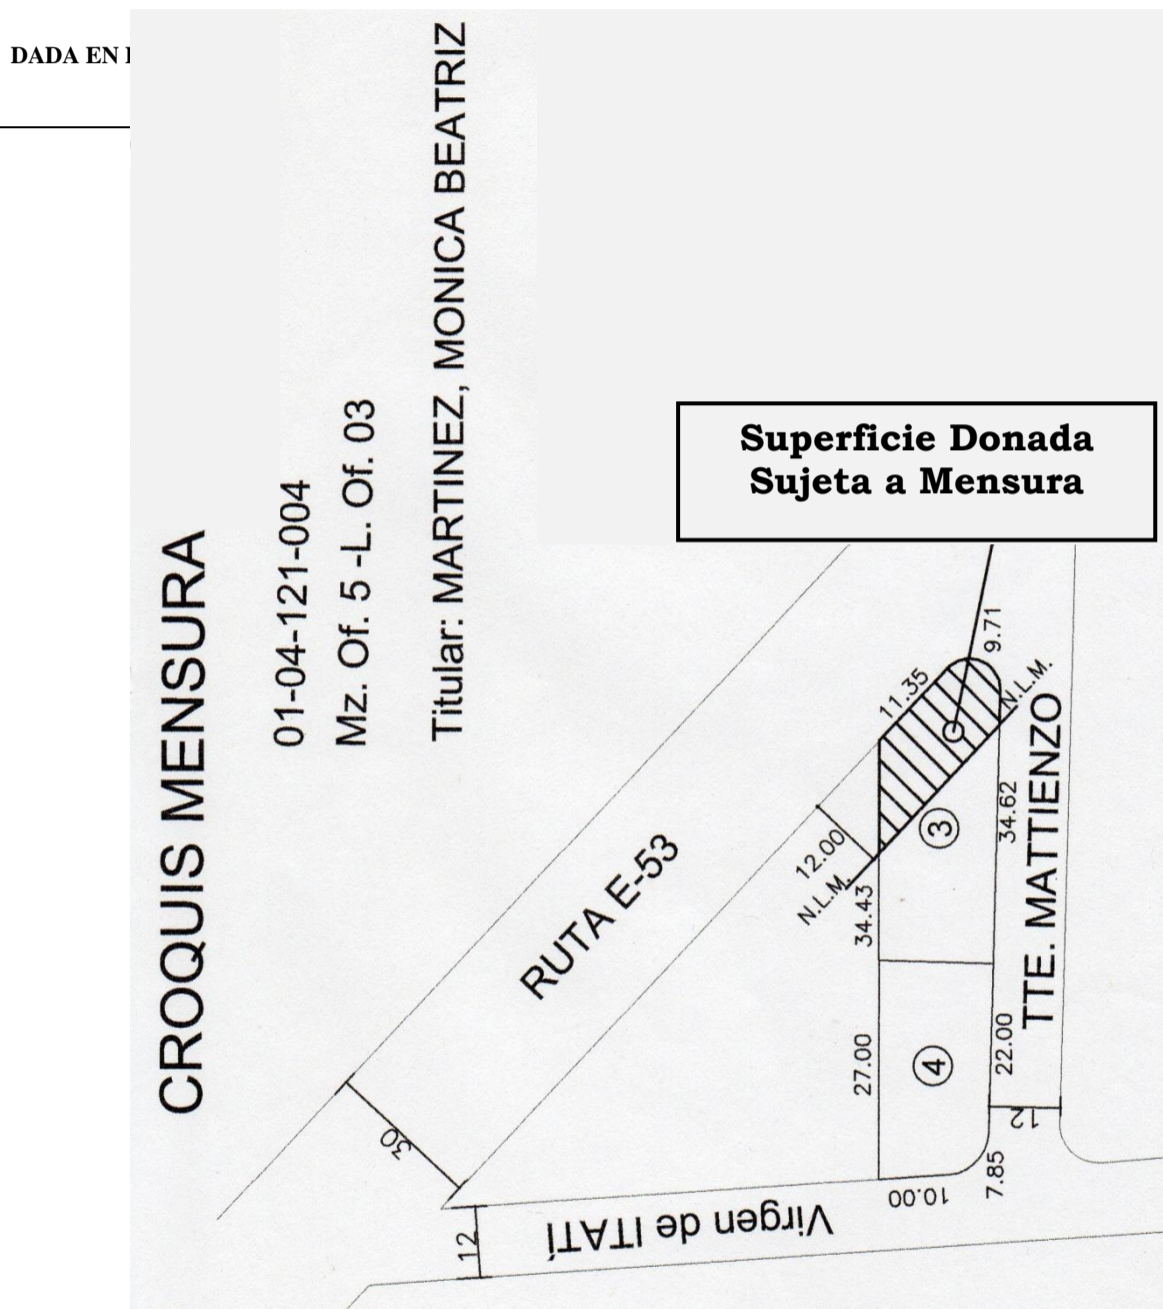 DADA EN
CROQUIS MENSURA
01-04-121-004
Mz. Of. 5 -L. Of. 03
Titular: MARTINEZ, MONICA BEATRIZ
Superficie Donada
Sujeta a Mensura
9.71
11.35
N.L.M.
TTE. MATTIENZO
34.62
3
12.00
N.L.M.
34.43
RUTA E-53
27.00
4
22.00
12
30
7.85
10.00
Virgen de ITATÍ
12